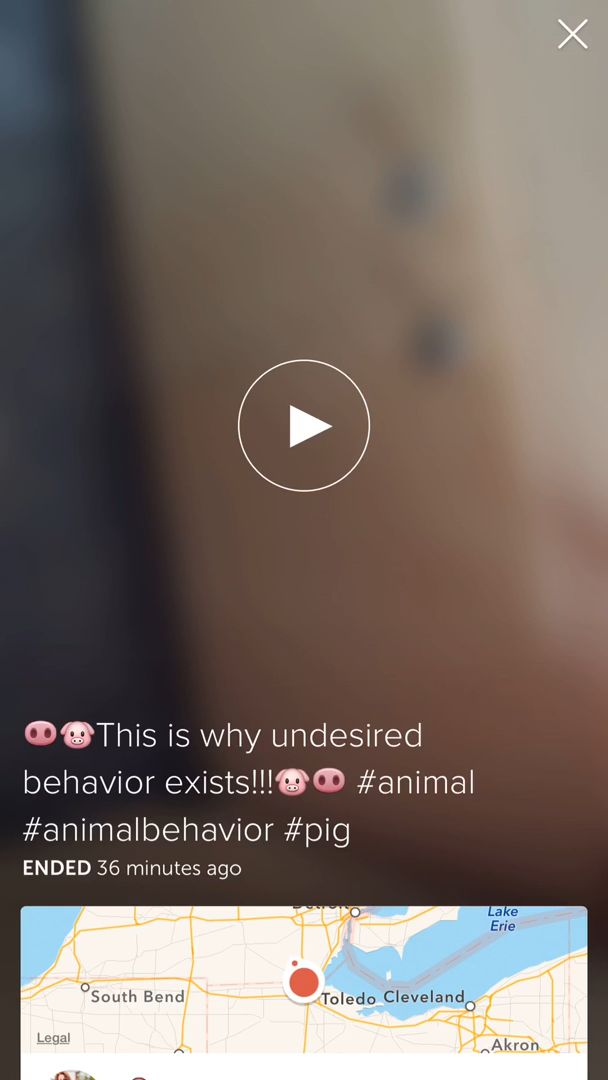 🐽🐷This is why undesired
behavior exists!!!🐷🐽 #animal
#animalbehavior #pig
ENDED 36 minutes ago
Detroit
Lake
Erie
South Bend
Toledo
Cleveland
Legal
Akron